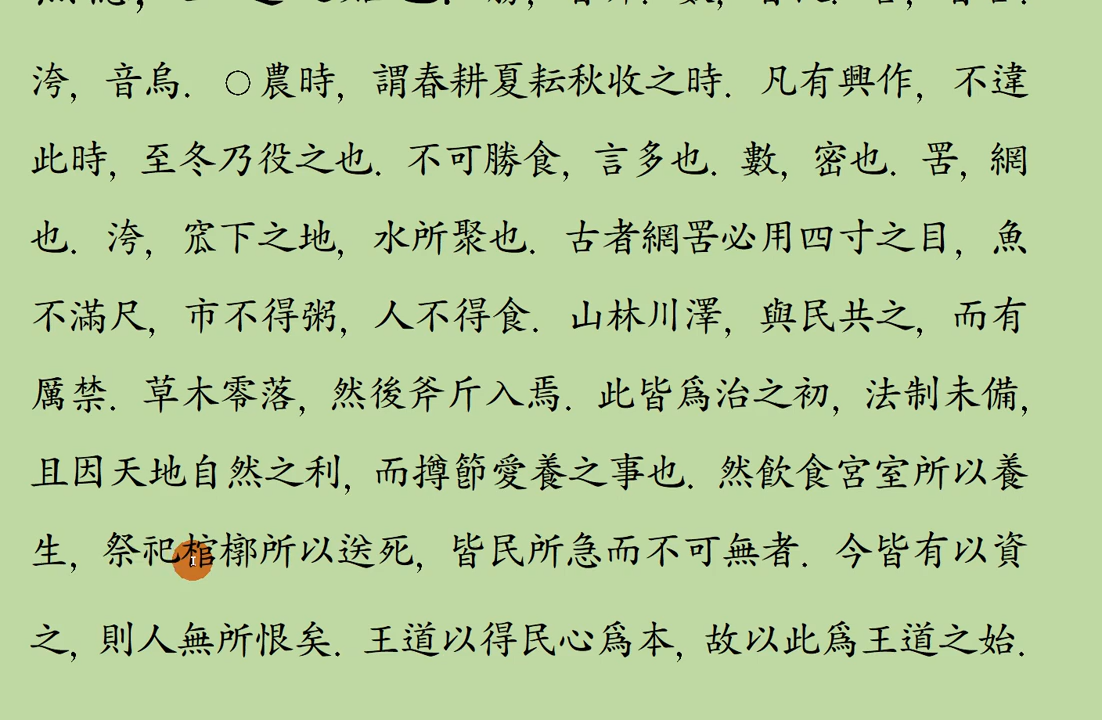 洿, 音烏. ○農時, 謂春耕夏耘秋收之時. 凡有興作, 不違
此時, 至冬乃役之也. 不可勝食, 言多也. 數, 密也. 罟, 網
也. 洿, 窊下之地, 水所聚也. 古者網罟必用四寸之目, 魚
不滿尺, 市不得粥, 人不得食. 山林川澤, 與民共之, 而有
厲禁. 草木零落, 然後斧斤入焉. 此皆爲治之初, 法制未備,
且因天地自然之利, 而撙節愛養之事也. 然飮食宮室所以養
生, 祭祀棺槨所以送死, 皆民所急而不可無者. 今皆有以資
之, 則人無所恨矣. 王道以得民心爲本, 故以此爲王道之始.